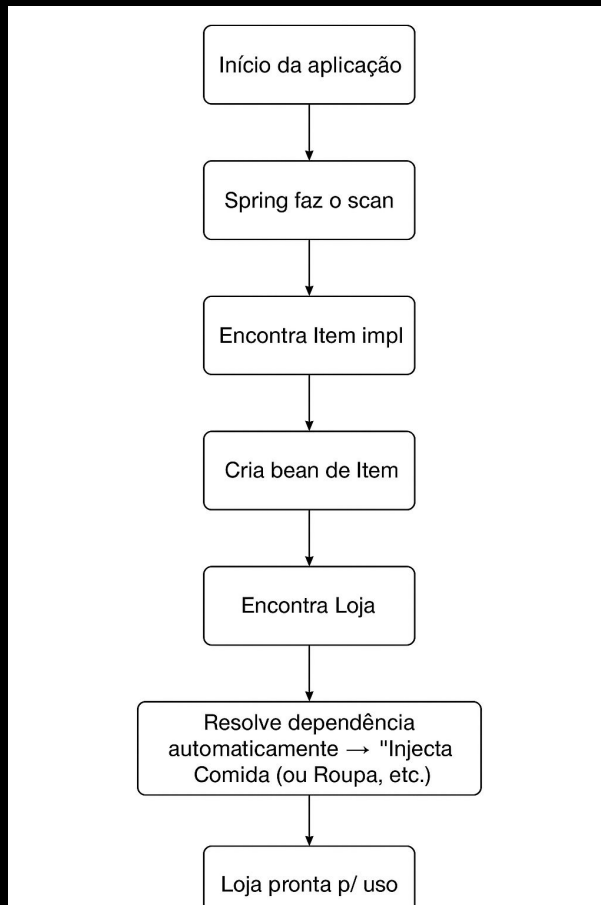 Início da aplicação
Spring faz o scan
Encontra Item impl
Cria bean de Item
Encontra Loja
Resolve dependência
automaticamente → "Injecta
Comida (ou Roupa, etc.)
Loja pronta p/ uso